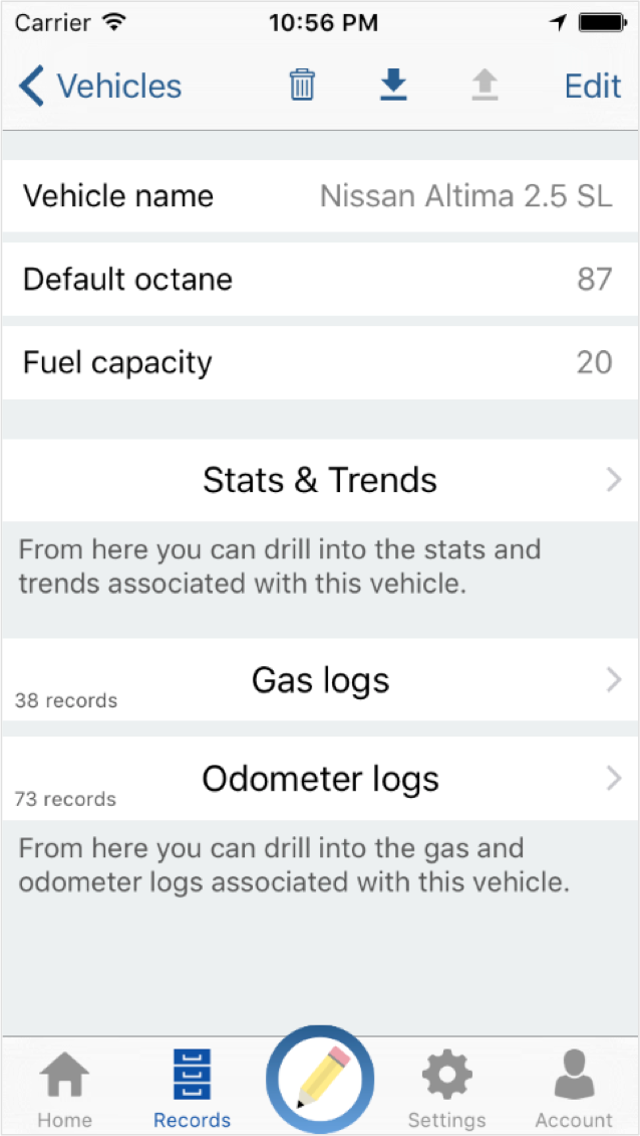 Carrier 10:56 PM
Vehicles Edit
Vehicle name Nissan Altima 2.5 SL
Default octane 87
Fuel capacity 20
Stats & Trends
From here you can drill into the stats and
trends associated with this vehicle.
Gas logs
38 records
Odometer logs
73 records
From here you can drill into the gas and
odometer logs associated with this vehicle.
Home Records Settings Account